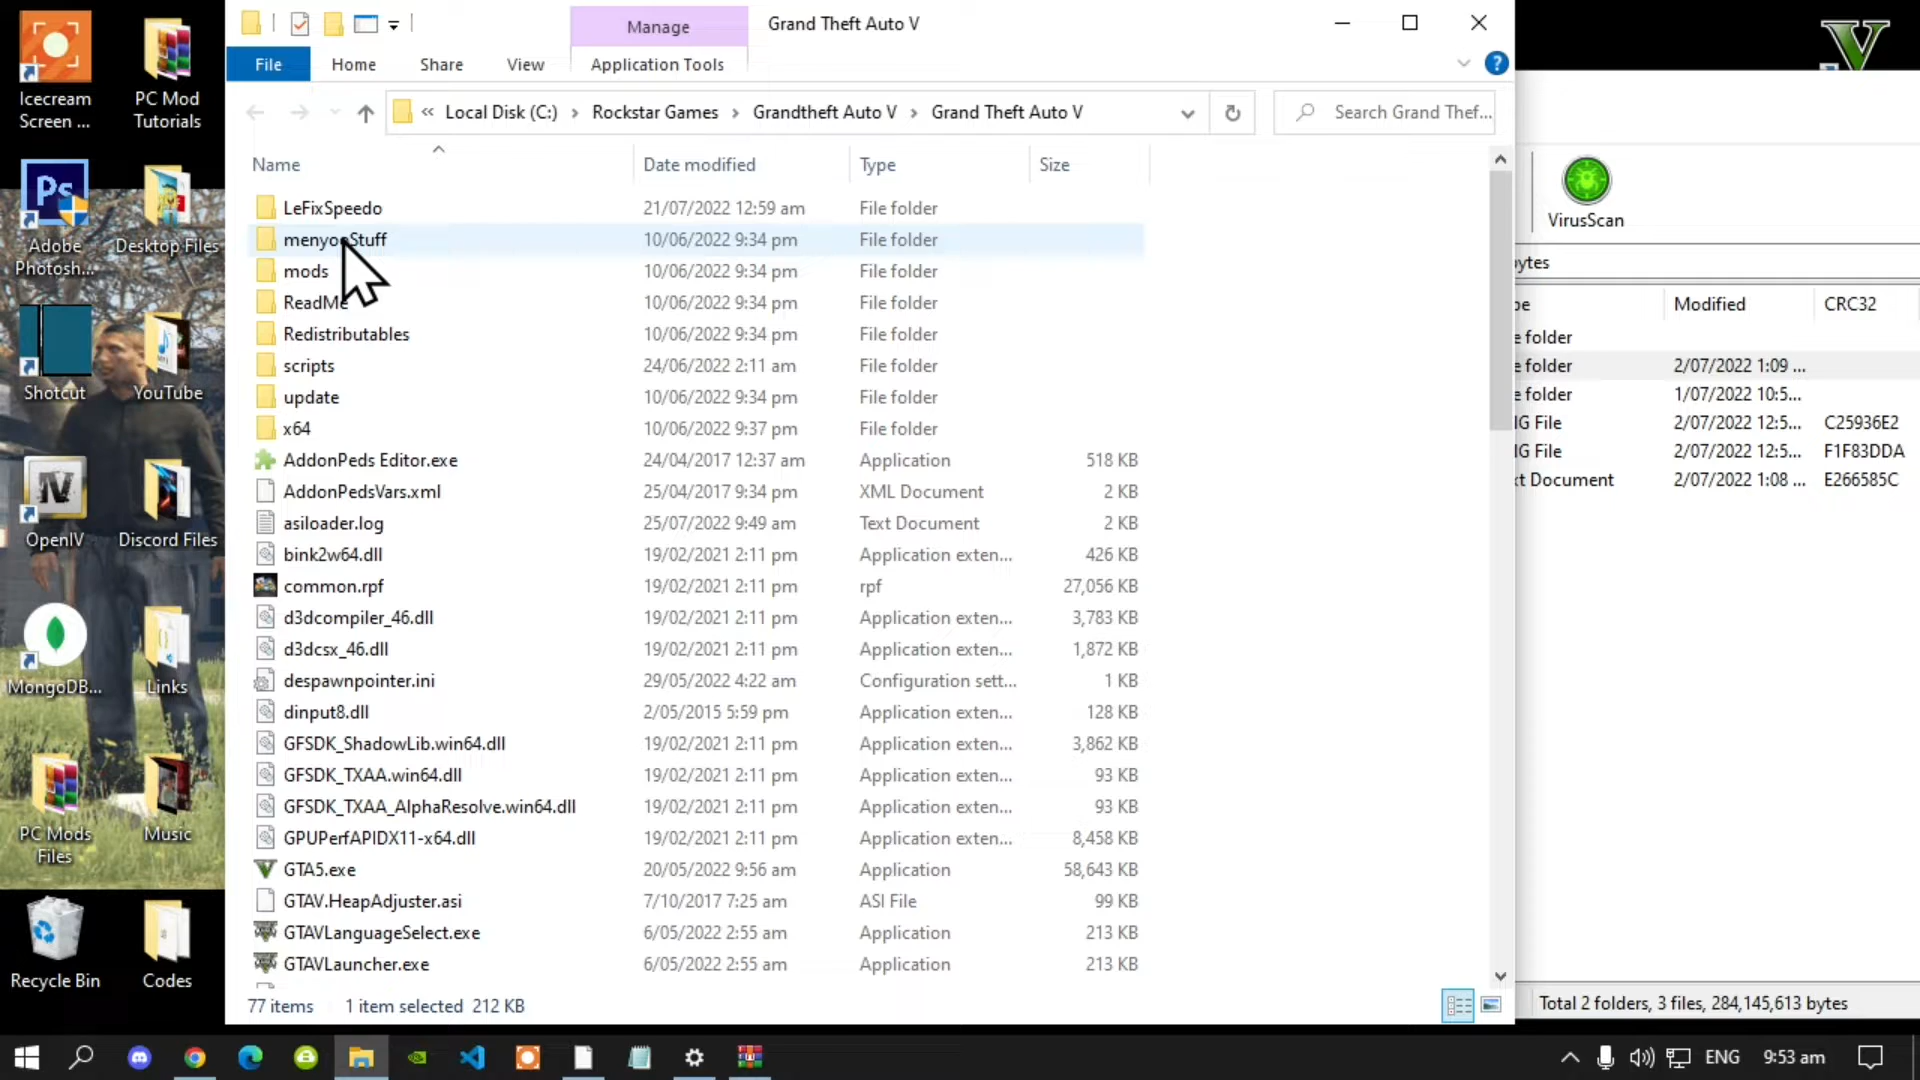 Manage
Grand Theft Auto V
File
Home
Share
View
Application Tools
« Local Disk (C:) › Rockstar Games › Grandtheft Auto V › Grand Theft Auto V
Search Grand Thef...
Name
Date modified
Type
Size
LeFixSpeedo 21/07/2022 12:59 am File folder
menyooStuff 10/06/2022 9:34 pm File folder
mods 10/06/2022 9:34 pm File folder
ReadMe 10/06/2022 9:34 pm File folder
Redistributables 10/06/2022 9:34 pm File folder
scripts 24/06/2022 2:11 am File folder
update 10/06/2022 9:34 pm File folder
x64 10/06/2022 9:37 pm File folder
AddonPeds Editor.exe 24/04/2017 12:37 am Application 518 KB
AddonPedsVars.xml 25/04/2017 9:34 pm XML Document 2 KB
asiloader.log 25/07/2022 9:49 am Text Document 2 KB
bink2w64.dll 19/02/2021 2:11 pm Application exten... 426 KB
common.rpf 19/02/2021 2:11 pm rpf 27,056 KB
d3dcompiler_46.dll 19/02/2021 2:11 pm Application exten... 3,783 KB
d3dcsx_46.dll 19/02/2021 2:11 pm Application exten... 1,872 KB
despawnpointer.ini 29/05/2022 4:22 am Configuration sett... 1 KB
dinput8.dll 2/05/2015 5:59 pm Application exten... 128 KB
GFSDK_ShadowLib.win64.dll 19/02/2021 2:11 pm Application exten... 3,862 KB
GFSDK_TXAA.win64.dll 19/02/2021 2:11 pm Application exten... 93 KB
GFSDK_TXAA_AlphaResolve.win64.dll 19/02/2021 2:11 pm Application exten... 93 KB
GPUPerfAPIDX11-x64.dll 19/02/2021 2:11 pm Application exten... 8,458 KB
GTA5.exe 20/05/2022 9:56 am Application 58,643 KB
GTAV.HeapAdjuster.asi 7/10/2017 7:25 am ASI File 99 KB
GTAVLanguageSelect.exe 6/05/2022 2:55 am Application 213 KB
GTAVLauncher.exe 6/05/2022 2:55 am Application 213 KB
77 items 1 item selected 212 KB
Icecream
Screen ...
PC Mod
Tutorials
Ps
Adobe
Photosh...
Desktop Files
Shotcut
YouTube
IV
OpenIV
Discord Files
MongoDB...
Links
PC Mods
Files
Music
Recycle Bin
Codes
V
VirusScan
ytes
pe Modified CRC32
e folder
e folder 2/07/2022 1:09 ...
e folder 1/07/2022 10:5...
IG File 2/07/2022 12:5... C25936E2
IG File 2/07/2022 12:5... F1F83DDA
xt Document 2/07/2022 1:08 ... E266585C
Total 2 folders, 3 files, 284,145,613 bytes
ENG
9:53 am